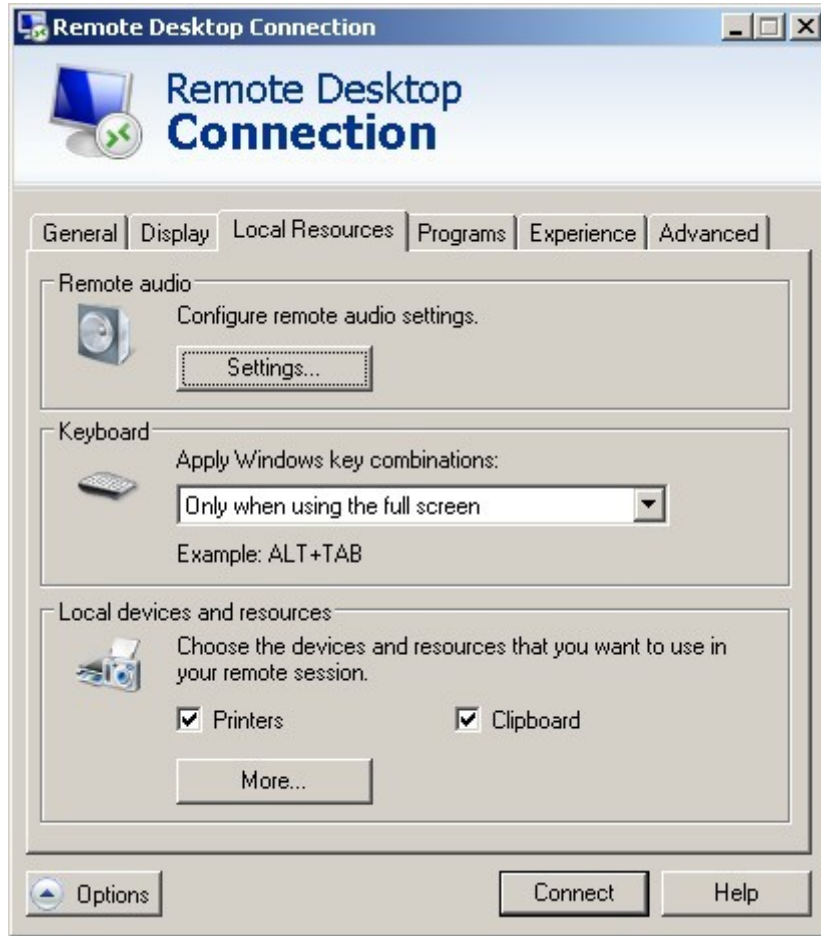 Remote Desktop Connection
Remote Desktop
Connection
General Display Local Resources Programs Experience Advanced
Remote audio
Configure remote audio settings.
Settings...
Keyboard
Apply Windows key combinations:
Only when using the full screen
Example: ALT+TAB
Local devices and resources
Choose the devices and resources that you want to use in
your remote session.
Printers Clipboard
More...
Options Connect Help